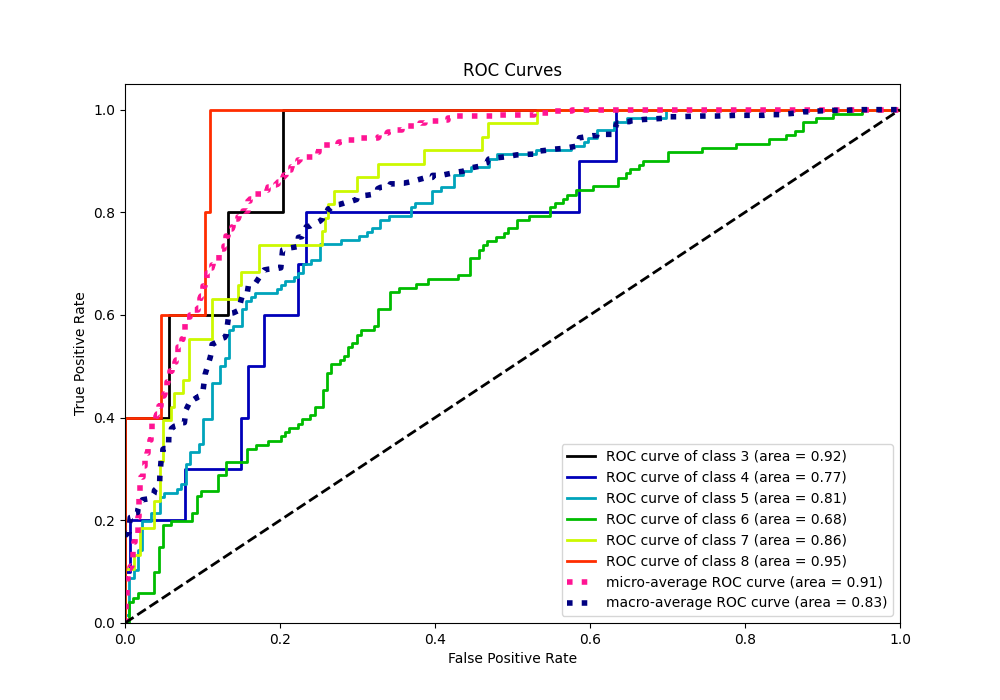 ROC Curves
1.0
0.8
0.6
0.4
0.2
0.0
True Positive Rate
ROC curve of class 3 (area = 0.92)
ROC curve of class 4 (area = 0.77)
ROC curve of class 5 (area = 0.81)
ROC curve of class 6 (area = 0.68)
ROC curve of class 7 (area = 0.86)
ROC curve of class 8 (area = 0.95)
micro-average ROC curve (area = 0.91)
macro-average ROC curve (area = 0.83)
0.0 0.2 0.4 0.6 0.8 1.0
False Positive Rate